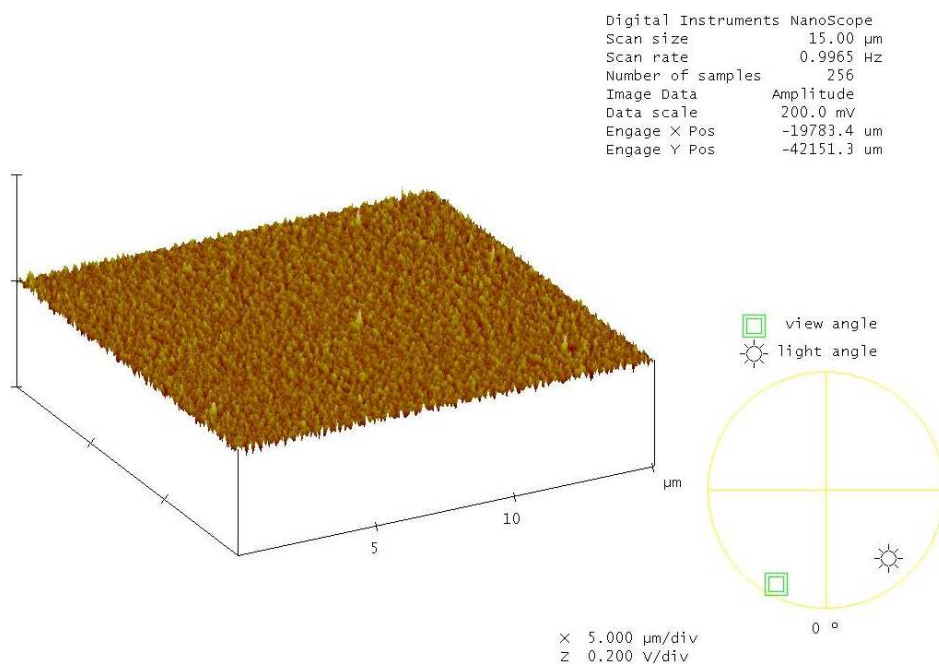 Digital Instruments NanoScope
Scan size 15.00 µm
Scan rate 0.9965 Hz
Number of samples 256
Image Data Amplitude
Data scale 200.0 mV
Engage X Pos -19783.4 um
Engage Y Pos -42151.3 um
view angle
light angle
µm
10
5
0 º
X 5.000 µm/div
Z 0.200 V/div